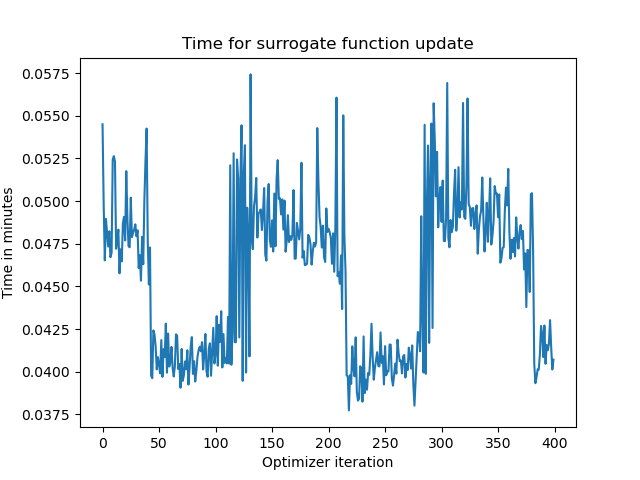 Time for surrogate function update
0.0575
0.0550
0.0525
0.0500
0.0475
0.0450
0.0425
0.0400
0.0375
Time in minutes
0 50 100 150 200 250 300 350 400
Optimizer iteration